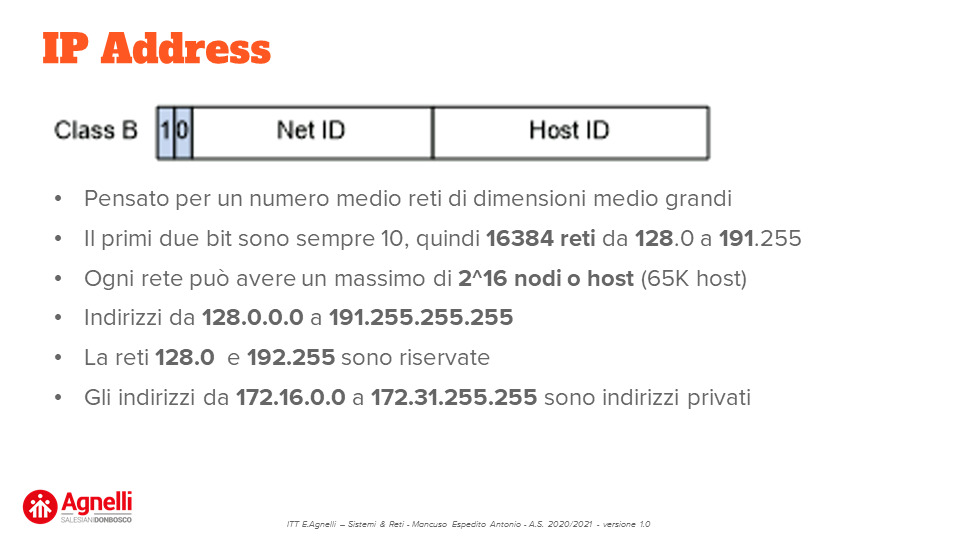 IP Address
Class B 1 0 Net ID Host ID
• Pensato per un numero medio reti di dimensioni medio grandi
• Il primi due bit sono sempre 10, quindi 16384 reti da 128.0 a 191.255
• Ogni rete può avere un massimo di 2^16 nodi o host (65K host)
• Indirizzi da 128.0.0.0 a 191.255.255.255
• La reti 128.0 e 192.255 sono riservate
• Gli indirizzi da 172.16.0.0 a 172.31.255.255 sono indirizzi privati
Agnelli
SALESIANI DONBOSCO
ITT E.Agnelli – Sistemi & Reti - Mancuso Espedito Antonio - A.S. 2020/2021 - versione 1.0